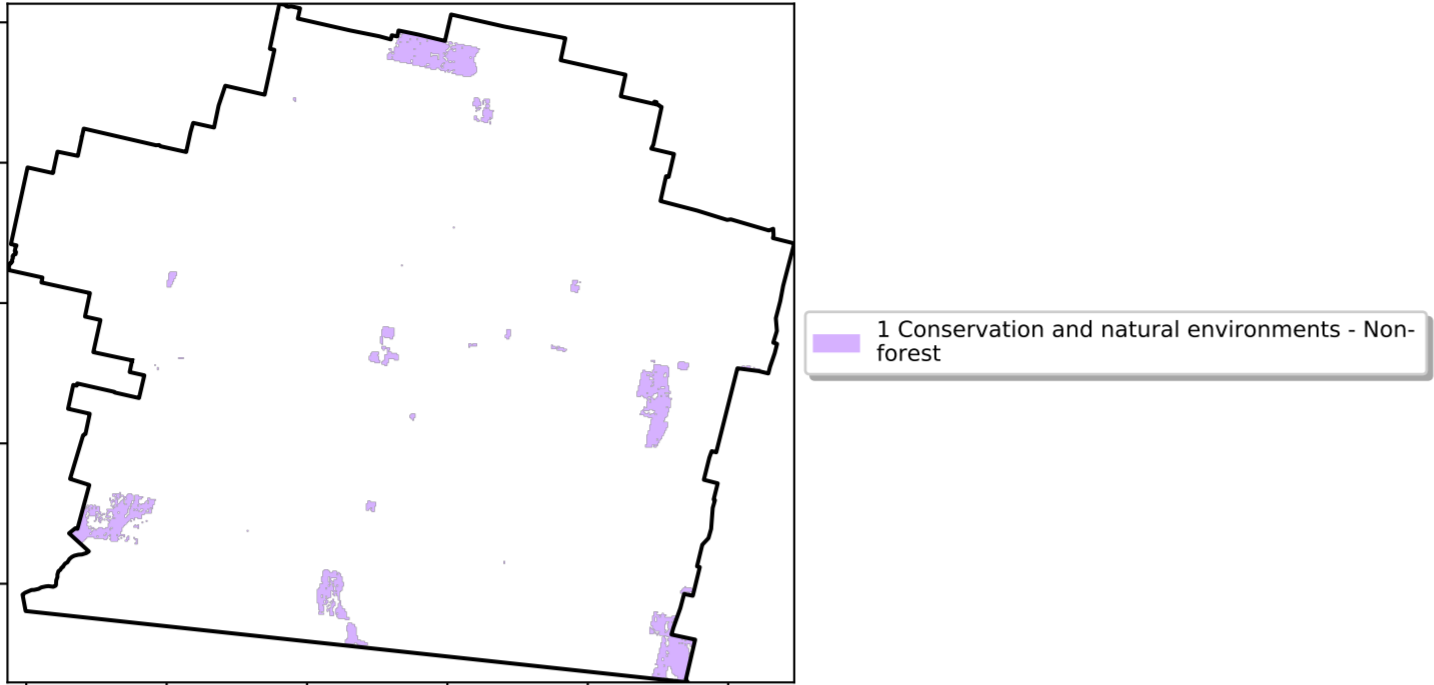 1 Conservation and natural environments - Non-
forest